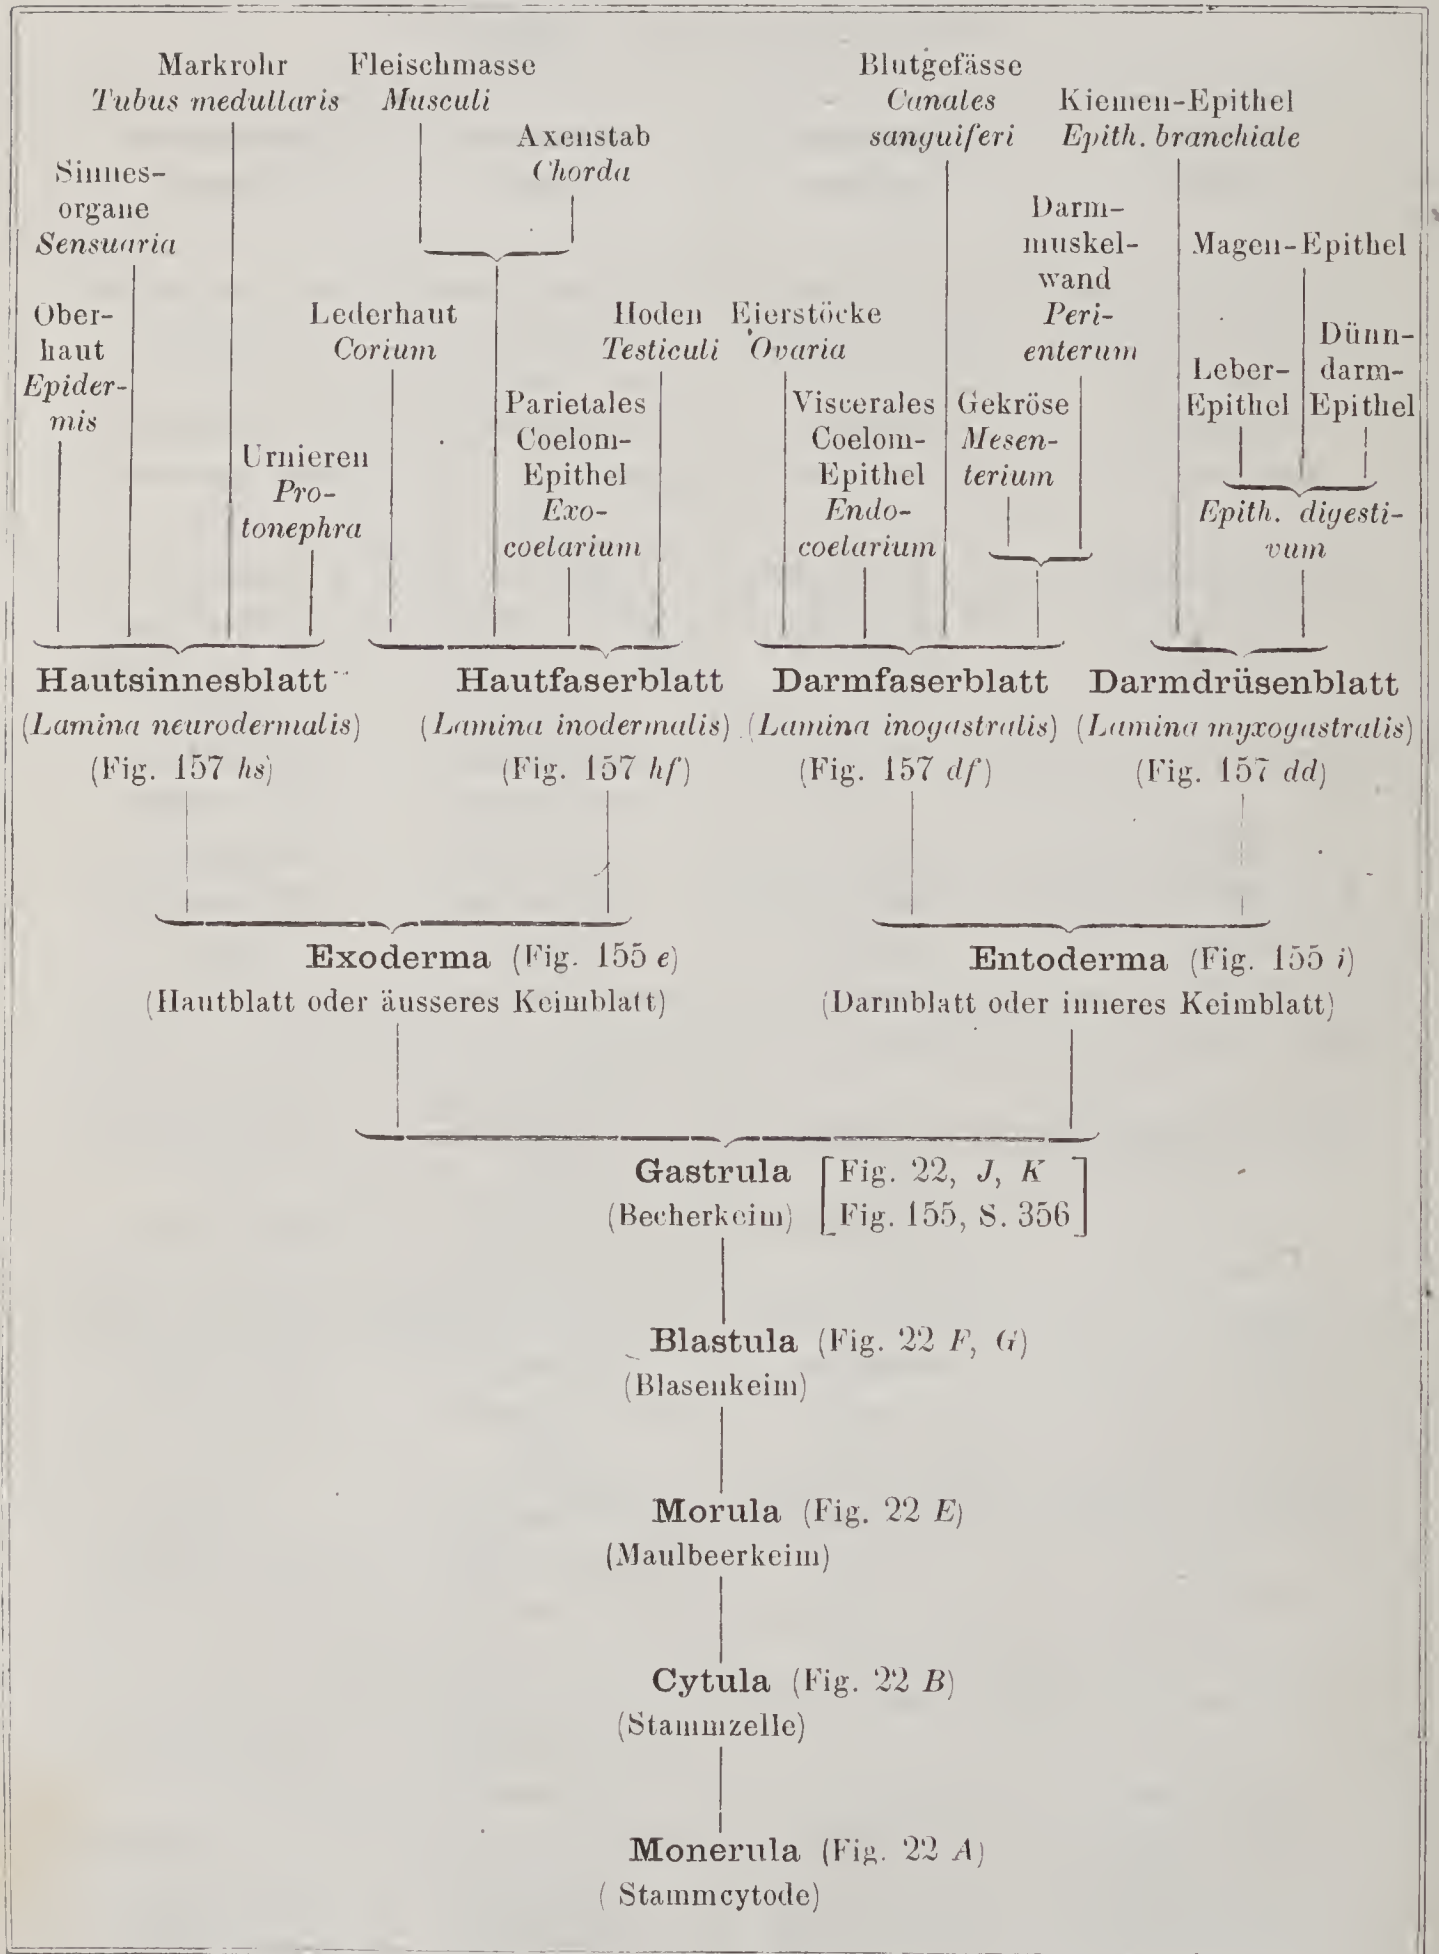 Markrohr
Tubus medullaris
Fleischmasse
Musculi
Axenstab
Chorda
Blutgefässe
Canales
sanguiferi
Kiemen-Epithel
Epith. branchiale
Sinnes-
organe
Sensuaria
Darm-
muskel-
wand
Peri-
enterum
Magen-Epithel
Ober-
haut
Epider-
mis
Lederhaut
Corium
Hoden
Testiculi
Eierstöcke
Ovaria
Leber-
Epithel
Dünn-
darm-
Epithel
Urnieren
Pro-
tonephra
Parietales
Coelom-
Epithel
Exo-
coelarium
Viscerales
Coelom-
Epithel
Endo-
coelarium
Gekröse
Mesen-
terium
Epith. digesti-
vum
Hautsinnesblatt
(Lamina neurodermalis)
(Fig. 157 hs)
Hautfaserblatt
(Lamina inodermalis)
(Fig. 157 hf)
Darmfaserblatt
(Lamina inogastralis)
(Fig. 157 df)
Darmdrüsenblatt
(Lamina myxogastralis)
(Fig. 157 dd)
Exoderma (Fig. 155 e)
(Hautblatt oder äusseres Keimblatt)
Entoderma (Fig. 155 i)
(Darmblatt oder inneres Keimblatt)
Gastrula [Fig. 22, J, K
(Becherkeim) Fig. 155, S. 356]
Blastula (Fig. 22 F, G)
(Blasenkeim)
Morula (Fig. 22 E)
(Maulbeerkeim)
Cytula (Fig. 22 B)
(Stammzelle)
Monerula (Fig. 22 A)
(Stammcytode)